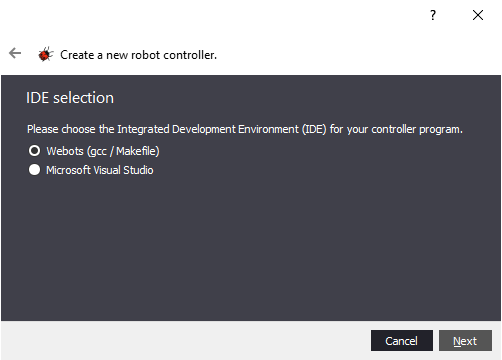 ?
Create a new robot controller.
IDE selection
Please choose the Integrated Development Environment (IDE) for your controller program.
Webots (gcc / Makefile)
Microsoft Visual Studio
Cancel Next